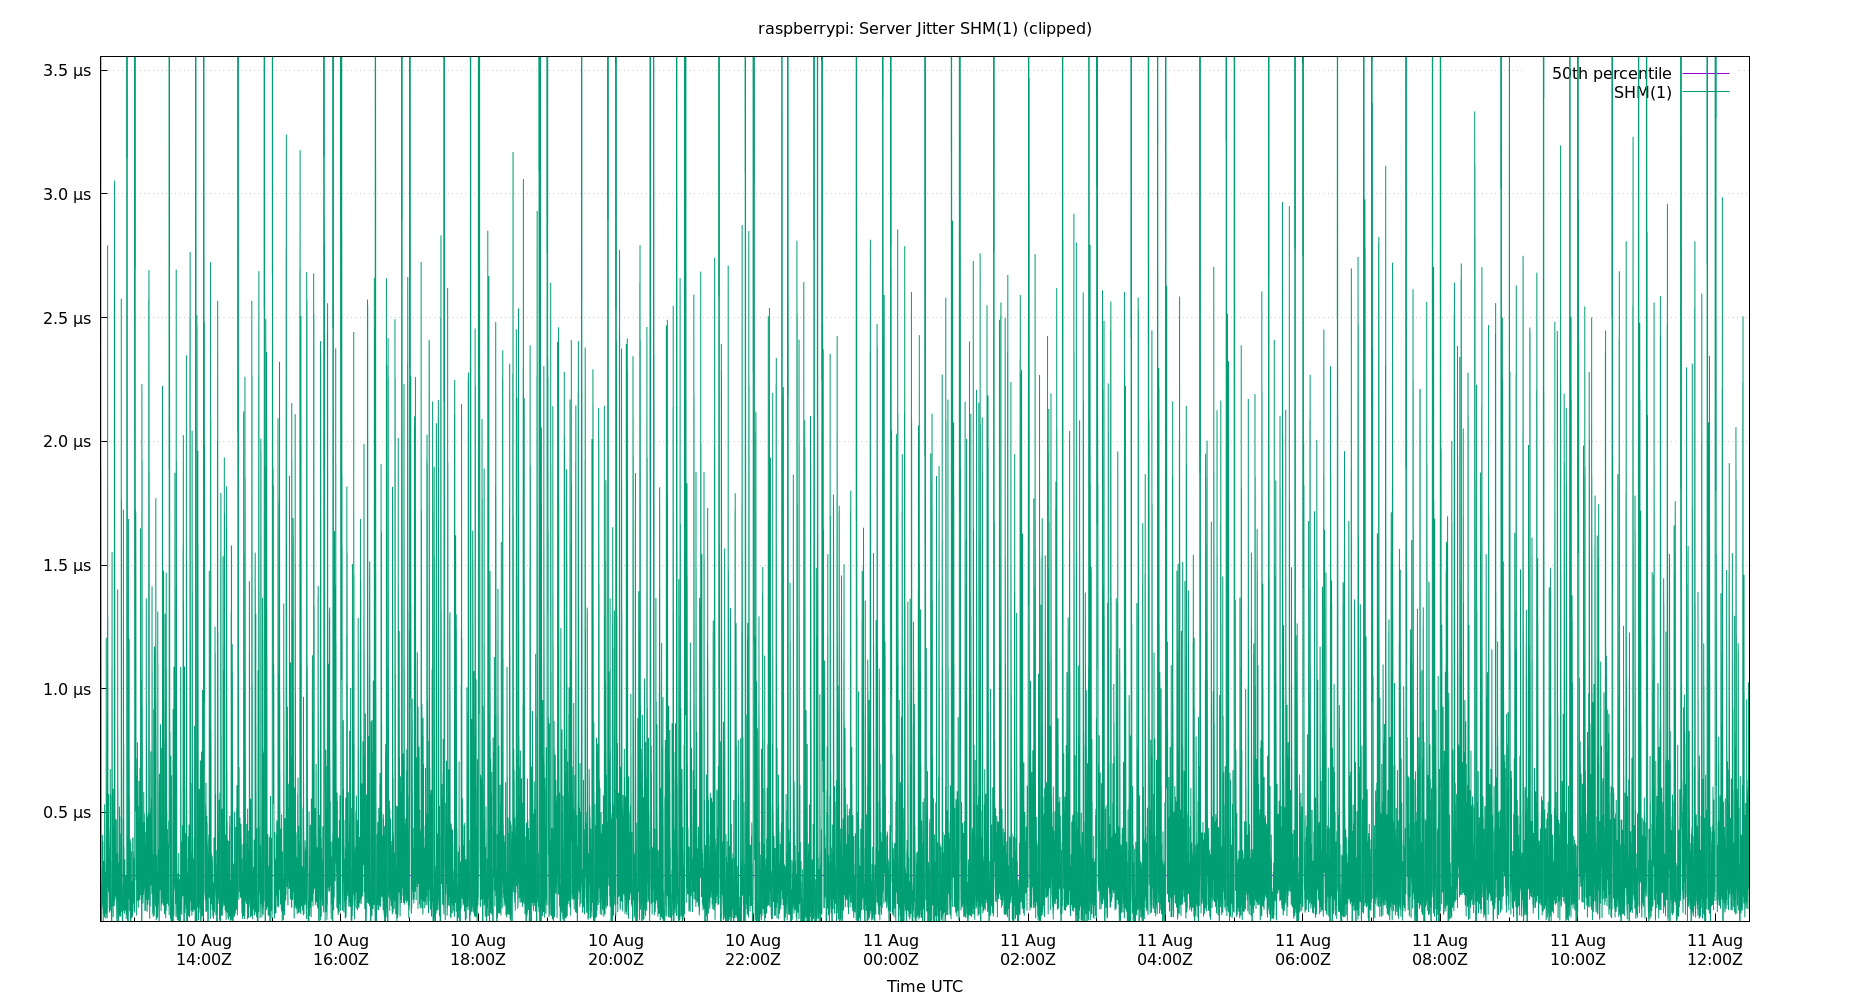 raspberrypi: Server Jitter SHM(1) (clipped)
3.5 µs
50th percentile
SHM(1)
3.0 µs
2.5 µs
2.0 µs
1.5 µs
1.0 µs
0.5 µs
10 Aug 10 Aug 10 Aug 10 Aug 10 Aug 11 Aug 11 Aug 11 Aug 11 Aug 11 Aug 11 Aug 11 Aug
14:00Z 16:00Z 18:00Z 20:00Z 22:00Z 00:00Z 02:00Z 04:00Z 06:00Z 08:00Z 10:00Z 12:00Z
Time UTC